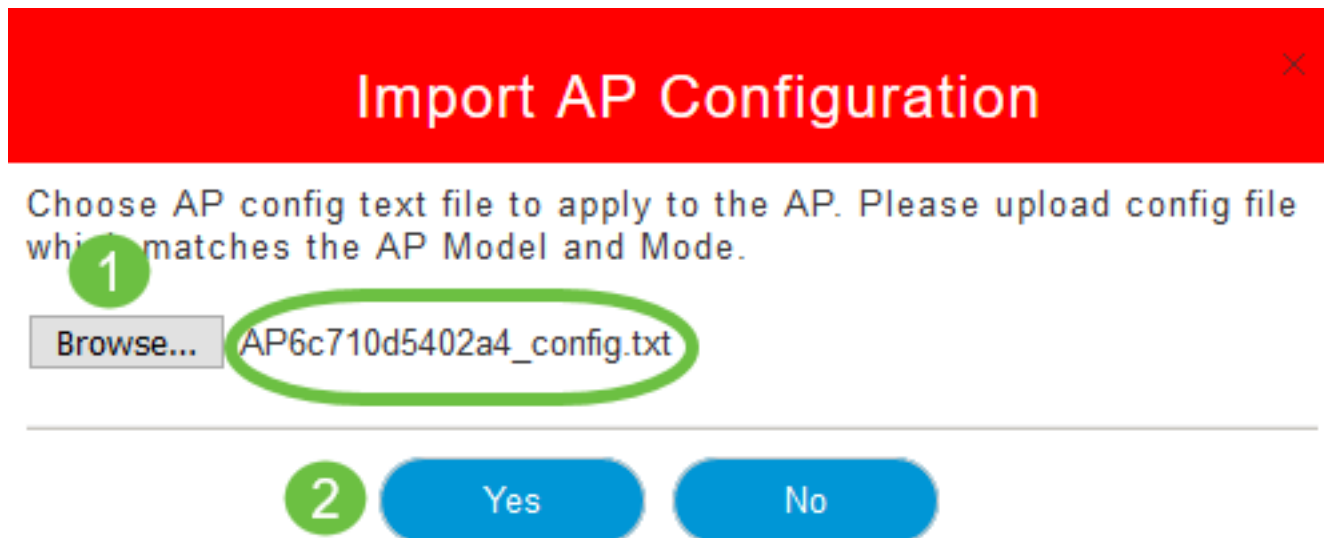 Import AP Configuration
Choose AP config text file to apply to the AP. Please upload config file
which matches the AP Model and Mode.
1
Browse... AP6c710d5402a4_config.txt
2 Yes No